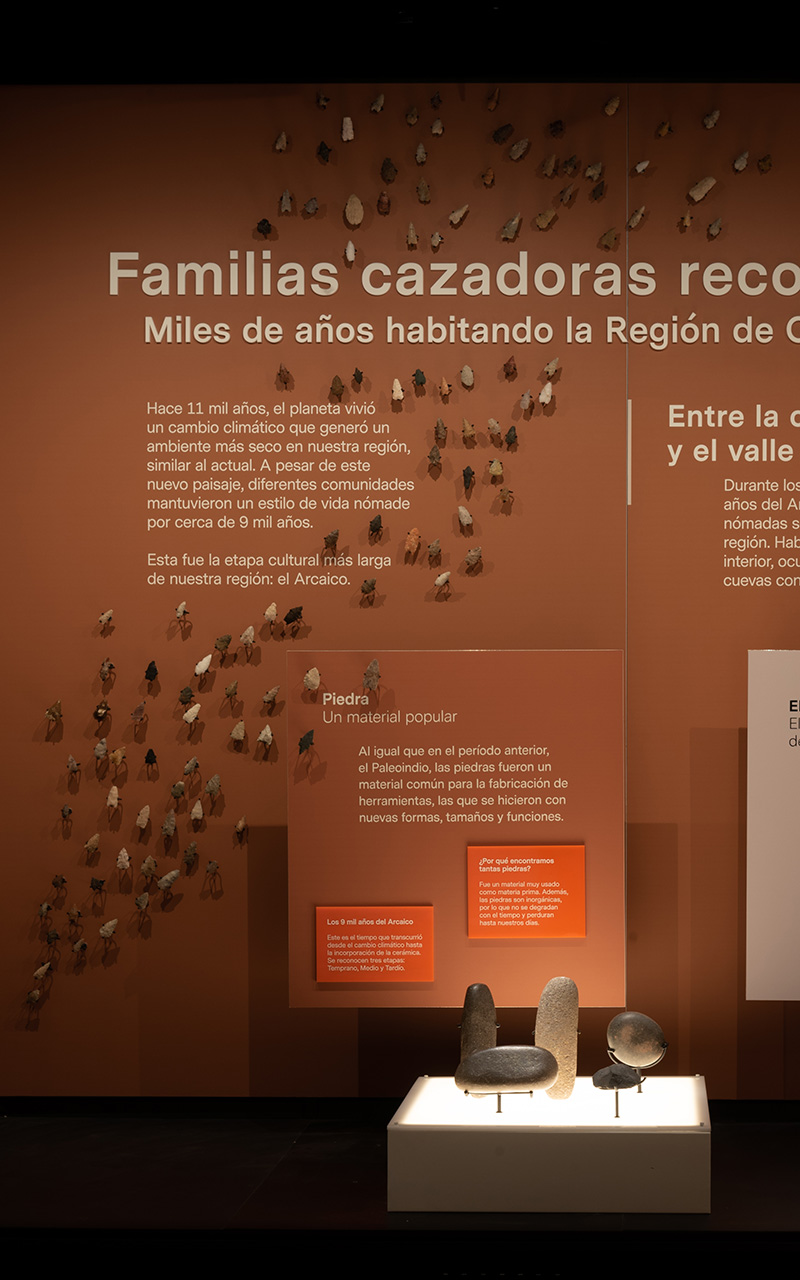 Familias cazadoras reco
Miles de años habitando la Región de
Hace 11 mil años, el planeta vivió
un cambio climático que generó un
ambiente más seco en nuestra región,
similar al actual. A pesar de este
nuevo paisaje, diferentes comunidades
mantuvieron un estilo de vida nómade
por cerca de 9 mil años.
Esta fue la etapa cultural más larga
de nuestra región: el Arcaico.
Entre la
y el valle
Durante los
años del
nómadas
región.
interior,
cuevas con
Piedra
Un material popular
Al igual que en el período anterior,
el Paleoindio, las piedras fueron un
material común para la fabricación de
herramientas, las que se hicieron con
nuevas formas, tamaños y funciones.
¿Por qué encontramos
tantas piedras?
Fue un material muy usado
como materia prima. Además,
las piedras son inorgánicas,
por lo que no se degradan
con el tiempo y perduran
hasta nuestros días.
Los 9 mil años del Arcaico
Este es el tiempo que transcurrió
desde el cambio climático hasta
la incorporación de la cerámica.
Se reconocen tres etapas:
Temprano, Medio y Tardío.